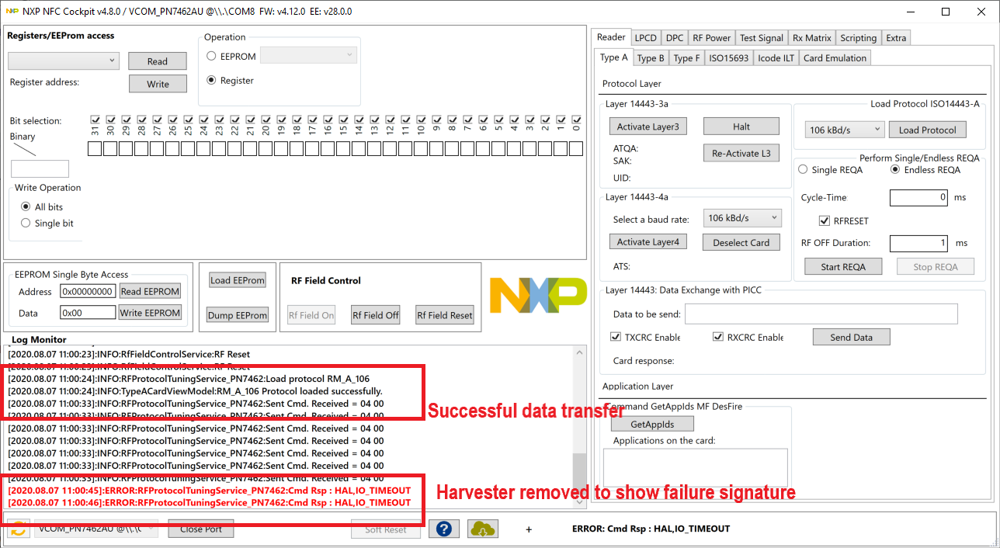 NXP NFC Cockpit v4.8.0 / VCOM_PN7462AU @\\.\COM8 FW: v4.12.0 EE: v28.0.0
Registers/EEProm access
Read
Register address:
Write
Operation
EEPROM
Register
Bit selection:
31 30 29 28 27 26 25 24 23 22 21 20 19 18 17 16 15 14 13 12 11 10 9 8 7 6 5 4 3 2 1 0
Binary
Write Operation
All bits
Single bit
EEPROM Single Byte Access
Address 0x00000000 Read EEPROM
Data 0x00 Write EEPROM
Load EEProm
Dump EEProm
RF Field Control
RF Field On RF Field Off RF Field Reset
NXP
Log Monitor
[2020.08.07 11:00:23]:INFO:RfFieldControlService:RF Reset
[2020.08.07 11:00:23]:INFO:RfFieldControlService:RF Reset
[2020.08.07 11:00:24]:INFO:RFProtocolTuningService_PN7462:Load protocol RM_A_106
[2020.08.07 11:00:24]:INFO:TypeACardViewModel:RM_A_106 Protocol loaded successfully.
[2020.08.07 11:00:33]:INFO:RFProtocolTuningService_PN7462:Sent Cmd. Received = 04 00
[2020.08.07 11:00:33]:INFO:RFProtocolTuningService_PN7462:Sent Cmd. Received = 04 00
[2020.08.07 11:00:33]:INFO:RFProtocolTuningService_PN7462:Sent Cmd. Received = 04 00
[2020.08.07 11:00:33]:INFO:RFProtocolTuningService_PN7462:Sent Cmd. Received = 04 00
[2020.08.07 11:00:33]:INFO:RFProtocolTuningService_PN7462:Sent Cmd. Received = 04 00
[2020.08.07 11:00:33]:INFO:RFProtocolTuningService_PN7462:Sent Cmd. Received = 04 00
[2020.08.07 11:00:33]:INFO:RFProtocolTuningService_PN7462:Sent Cmd. Received = 04 00
[2020.08.07 11:00:45]:ERROR:RFProtocolTuningService_PN7462:Cmd Rsp : HAL,IO_TIMEOUT
[2020.08.07 11:00:46]:ERROR:RFProtocolTuningService_PN7462:Cmd Rsp : HAL,IO_TIMEOUT
Successful data transfer
Harvester removed to show failure signature
Reader LPCD DPC RF Power Test Signal Rx Matrix Scripting Extra
Type A Type B Type F ISO15693 Icode ILT Card Emulation
Protocol Layer
Layer 14443-3a
Activate Layer3 Halt
ATQA:
SAK:
Re-Activate L3
UID:
Load Protocol ISO14443-A
106 kBd/s Load Protocol
Perform Single/Endless REQA
Single REQA Endless REQA
Cycle-Time 0 ms
RFRESET
RF OFF Duration: 1 ms
Start REQA Stop REQA
Layer 14443-4a
Select a baud rate: 106 kBd/s
Activate Layer4 Deselect Card
ATS:
Layer 14443: Data Exchange with PICC
Data to be send:
TXCRC Enable RXCRC Enable Send Data
Card response:
Application Layer
Command GetAppIds MF DesFire
GetAppIds
Applications on the card:
VCOM_PN7462AU @\\.\C Close Port Soft Reset ? + ERROR: Cmd Rsp : HAL,IO_TIMEOUT